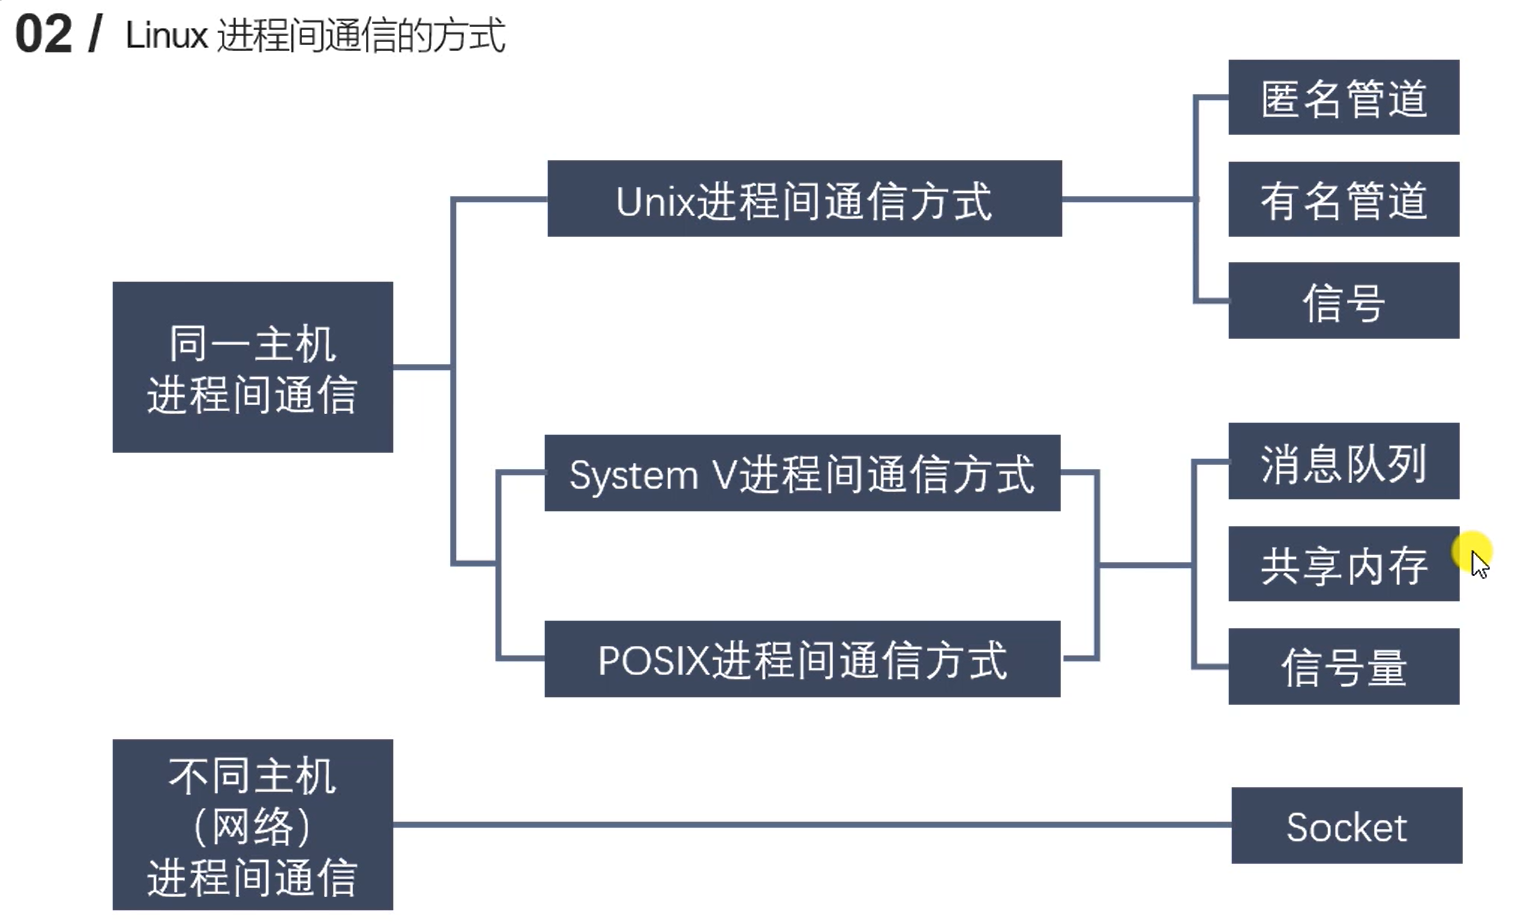 02 / Linux 进程间通信的方式
匿名管道
Unix进程间通信方式
有名管道
信号
同一主机
进程间通信
System V进程间通信方式
消息队列
共享内存
POSIX进程间通信方式
信号量
不同主机
（网络）
进程间通信
Socket